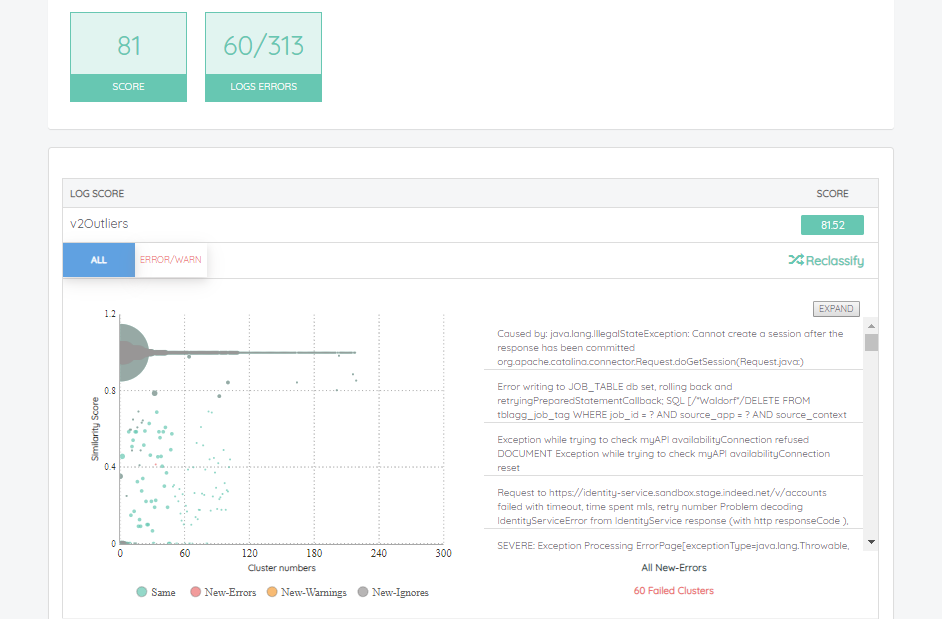 81
SCORE
60/313
LOGS ERRORS
LOG SCORE
SCORE
v2Outliers
81.52
ALL
ERROR/WARN
Reclassify
EXPAND
1.2
0.8
0.4
0
Similarity Score
0 60 120 180 240 300
Cluster numbers
Same New-Errors New-Warnings New-Ignores
Caused by: java.lang.IllegalStateException: Cannot create a session after the
response has been committed
org.apache.catalina.connector.Request.doGetSession(Request.java:)
Error writing to JOB_TABLE db set, rolling back and
retryingPreparedStatementCallback; SQL [/*Waldorf*/DELETE FROM
tblagg_job_tag WHERE job_id = ? AND source_app = ? AND source_context
Exception while trying to check myAPI availabilityConnection refused
DOCUMENT Exception while trying to check myAPI availabilityConnection
reset
Request to https://identity-service.sandbox.stage.indeed.net/v/accounts
failed with timeout, time spent mls, retry number Problem decoding
IdentityServiceError from IdentityService response (with http responseCode ),
SEVERE: Exception Processing ErrorPage[exceptionType=java.lang.Throwable,
All New-Errors
60 Failed Clusters